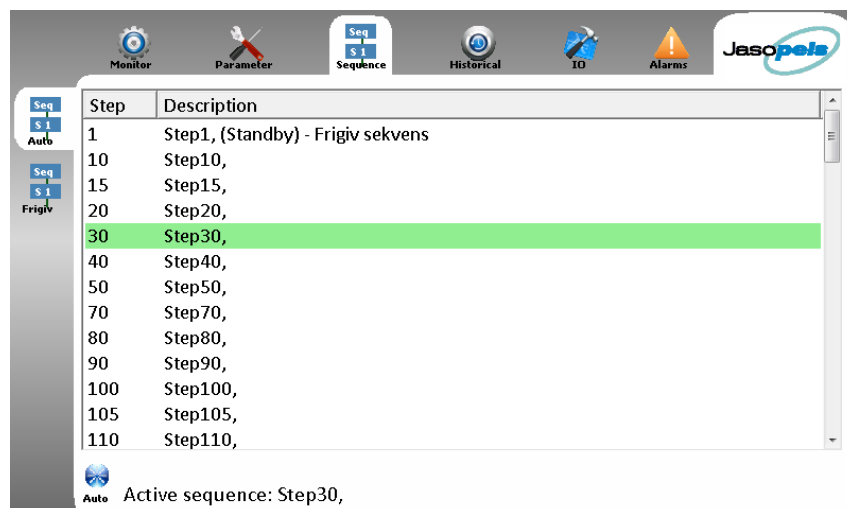 Seq
S 1
Monitor Parameter Sequence Historical IO Alarms
Jasopels
Seq
S 1
Auto
Seq
S 1
Frigiv
Step Description
1 Step1, (Standby) - Frigiv sekvens
10 Step10,
15 Step15,
20 Step20,
30 Step30,
40 Step40,
50 Step50,
70 Step70,
80 Step80,
90 Step90,
100 Step100,
105 Step105,
110 Step110,
Auto Active sequence: Step30,